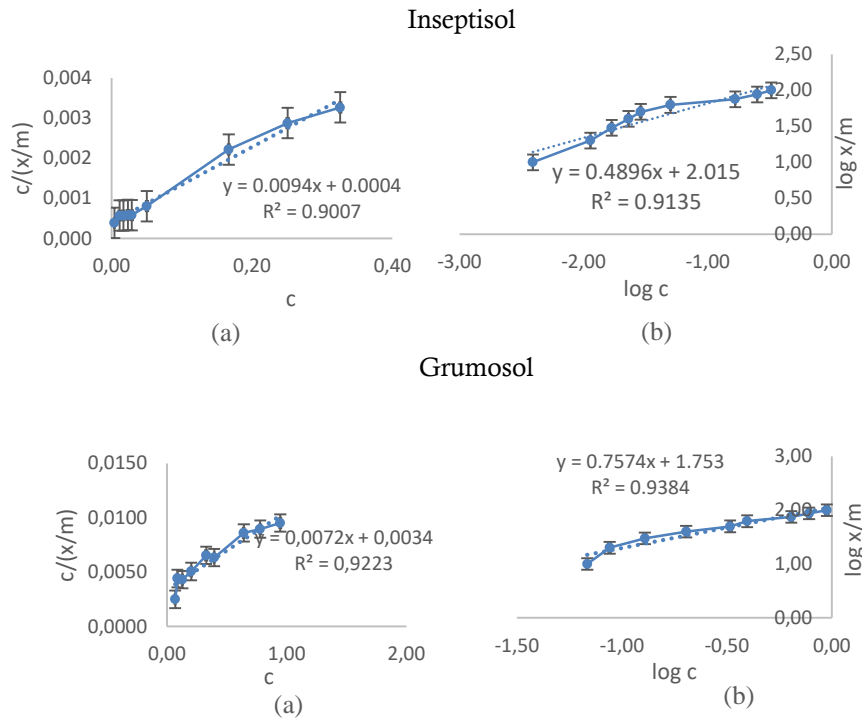 Inseptisol
0,004
0,003
0,002
0,001
0,000
c/(x/m)
y = 0.0094x + 0.0004
R² = 0.9007
0,00 0,20 0,40
c
(a)
2,50
2,00
1,50
1,00
0,50
0,00
log x/m
y = 0.4896x + 2.015
R² = 0.9135
-3,00 -2,00 -1,00 0,00
log c
(b)
Grumosol
0,0150
0,0100
0,0050
0,0000
c/(x/m)
y = 0,0072x + 0,0034
R² = 0,9223
0,00 1,00 2,00
c
(a)
3,00
2,00
1,00
0,00
log x/m
y = 0.7574x + 1.753
R² = 0.9384
-1,50 -1,00 -0,50 0,00
log c
(b)